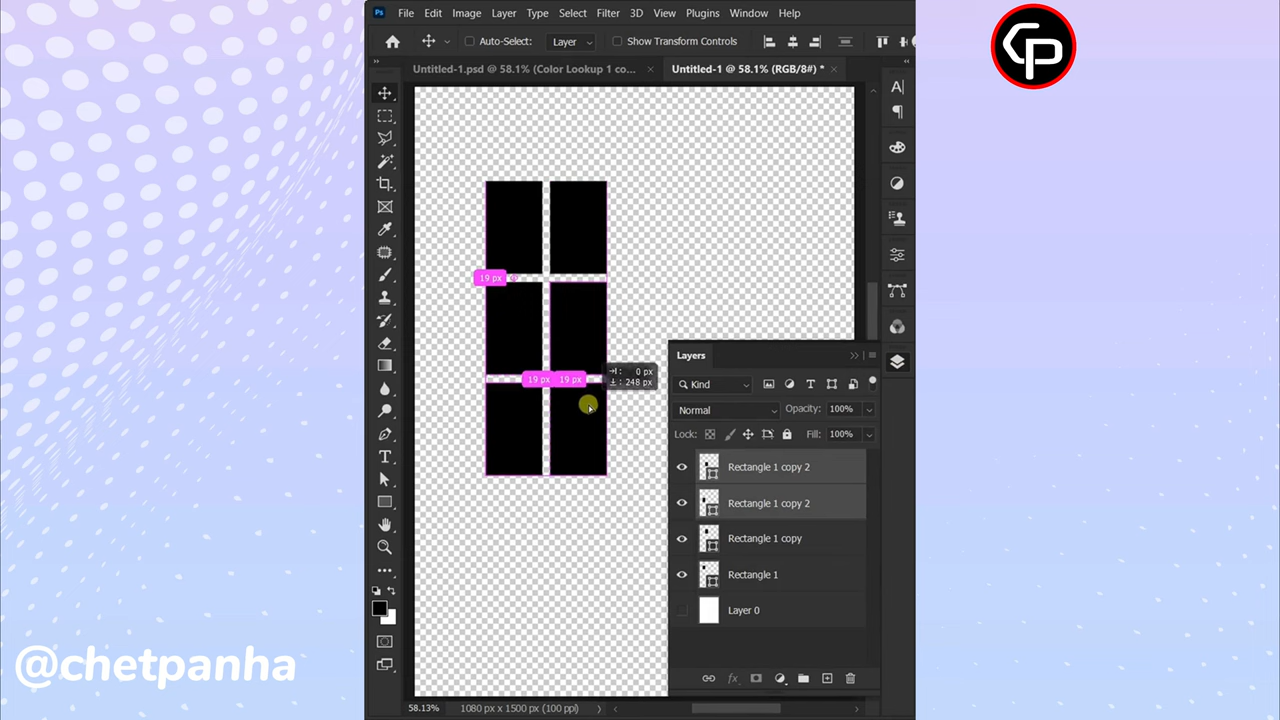 Ps File Edit Image Layer Type Select Filter 3D View Plugins Window Help
Auto-Select: Layer Show Transform Controls
Untitled-1.psd @ 58.1% (Color Lookup 1 co... × Untitled-1 @ 58.1% (RGB/8#) * ×
CP
A|
19 px
19 px 19 px
H: 0 px
: 248 px
Layers
Kind
Normal Opacity: 100%
Lock: Fill: 100%
Rectangle 1 copy 2
Rectangle 1 copy 2
Rectangle 1 copy
Rectangle 1
Layer 0
fx
58.13% 1080 px x 1500 px (100 ppi)
@chetpanha